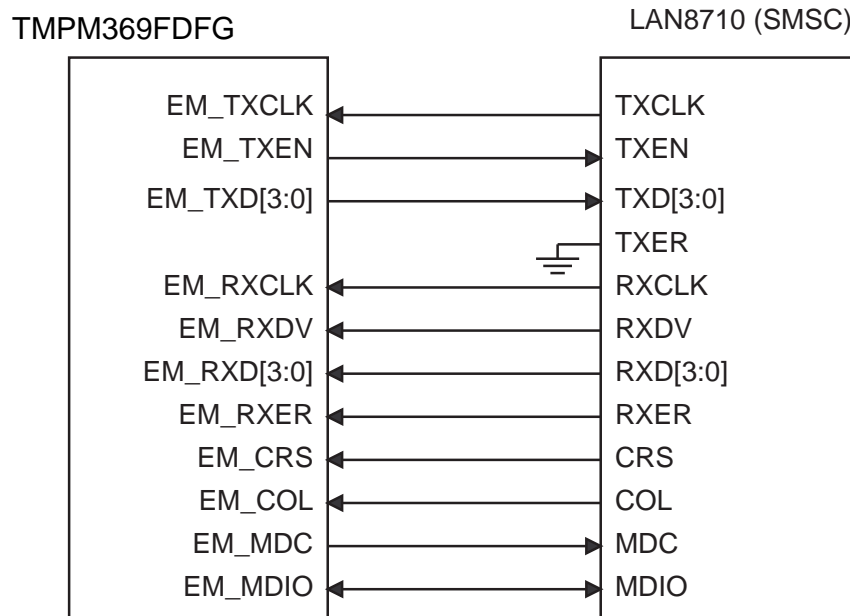 TMPM369FDFG
LAN8710 (SMSC)
EM_TXCLK TXCLK
EM_TXEN TXEN
EM_TXD[3:0] TXD[3:0]
TXER
EM_RXCLK RXCLK
EM_RXDV RXDV
EM_RXD[3:0] RXD[3:0]
EM_RXER RXER
EM_CRS CRS
EM_COL COL
EM_MDC MDC
EM_MDIO MDIO